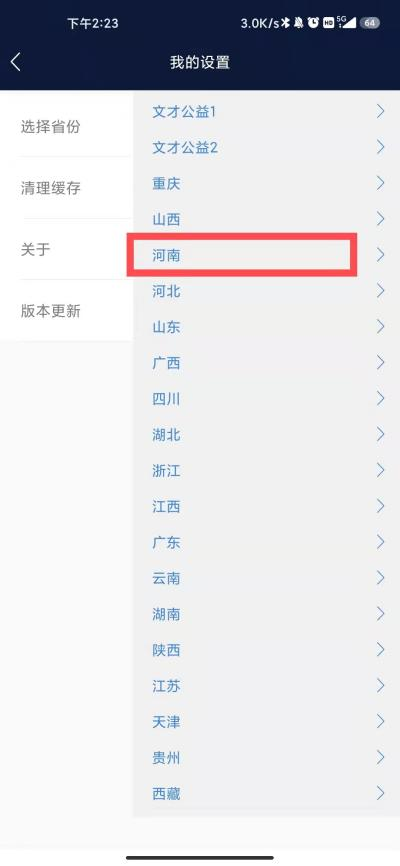 下午2:23
3.0K/s
HD
5G
64
我的设置
选择省份
清理缓存
关于
版本更新
文才公益1
文才公益2
重庆
山西
河南
河北
山东
广西
四川
湖北
浙江
江西
广东
云南
湖南
陕西
江苏
天津
贵州
西藏